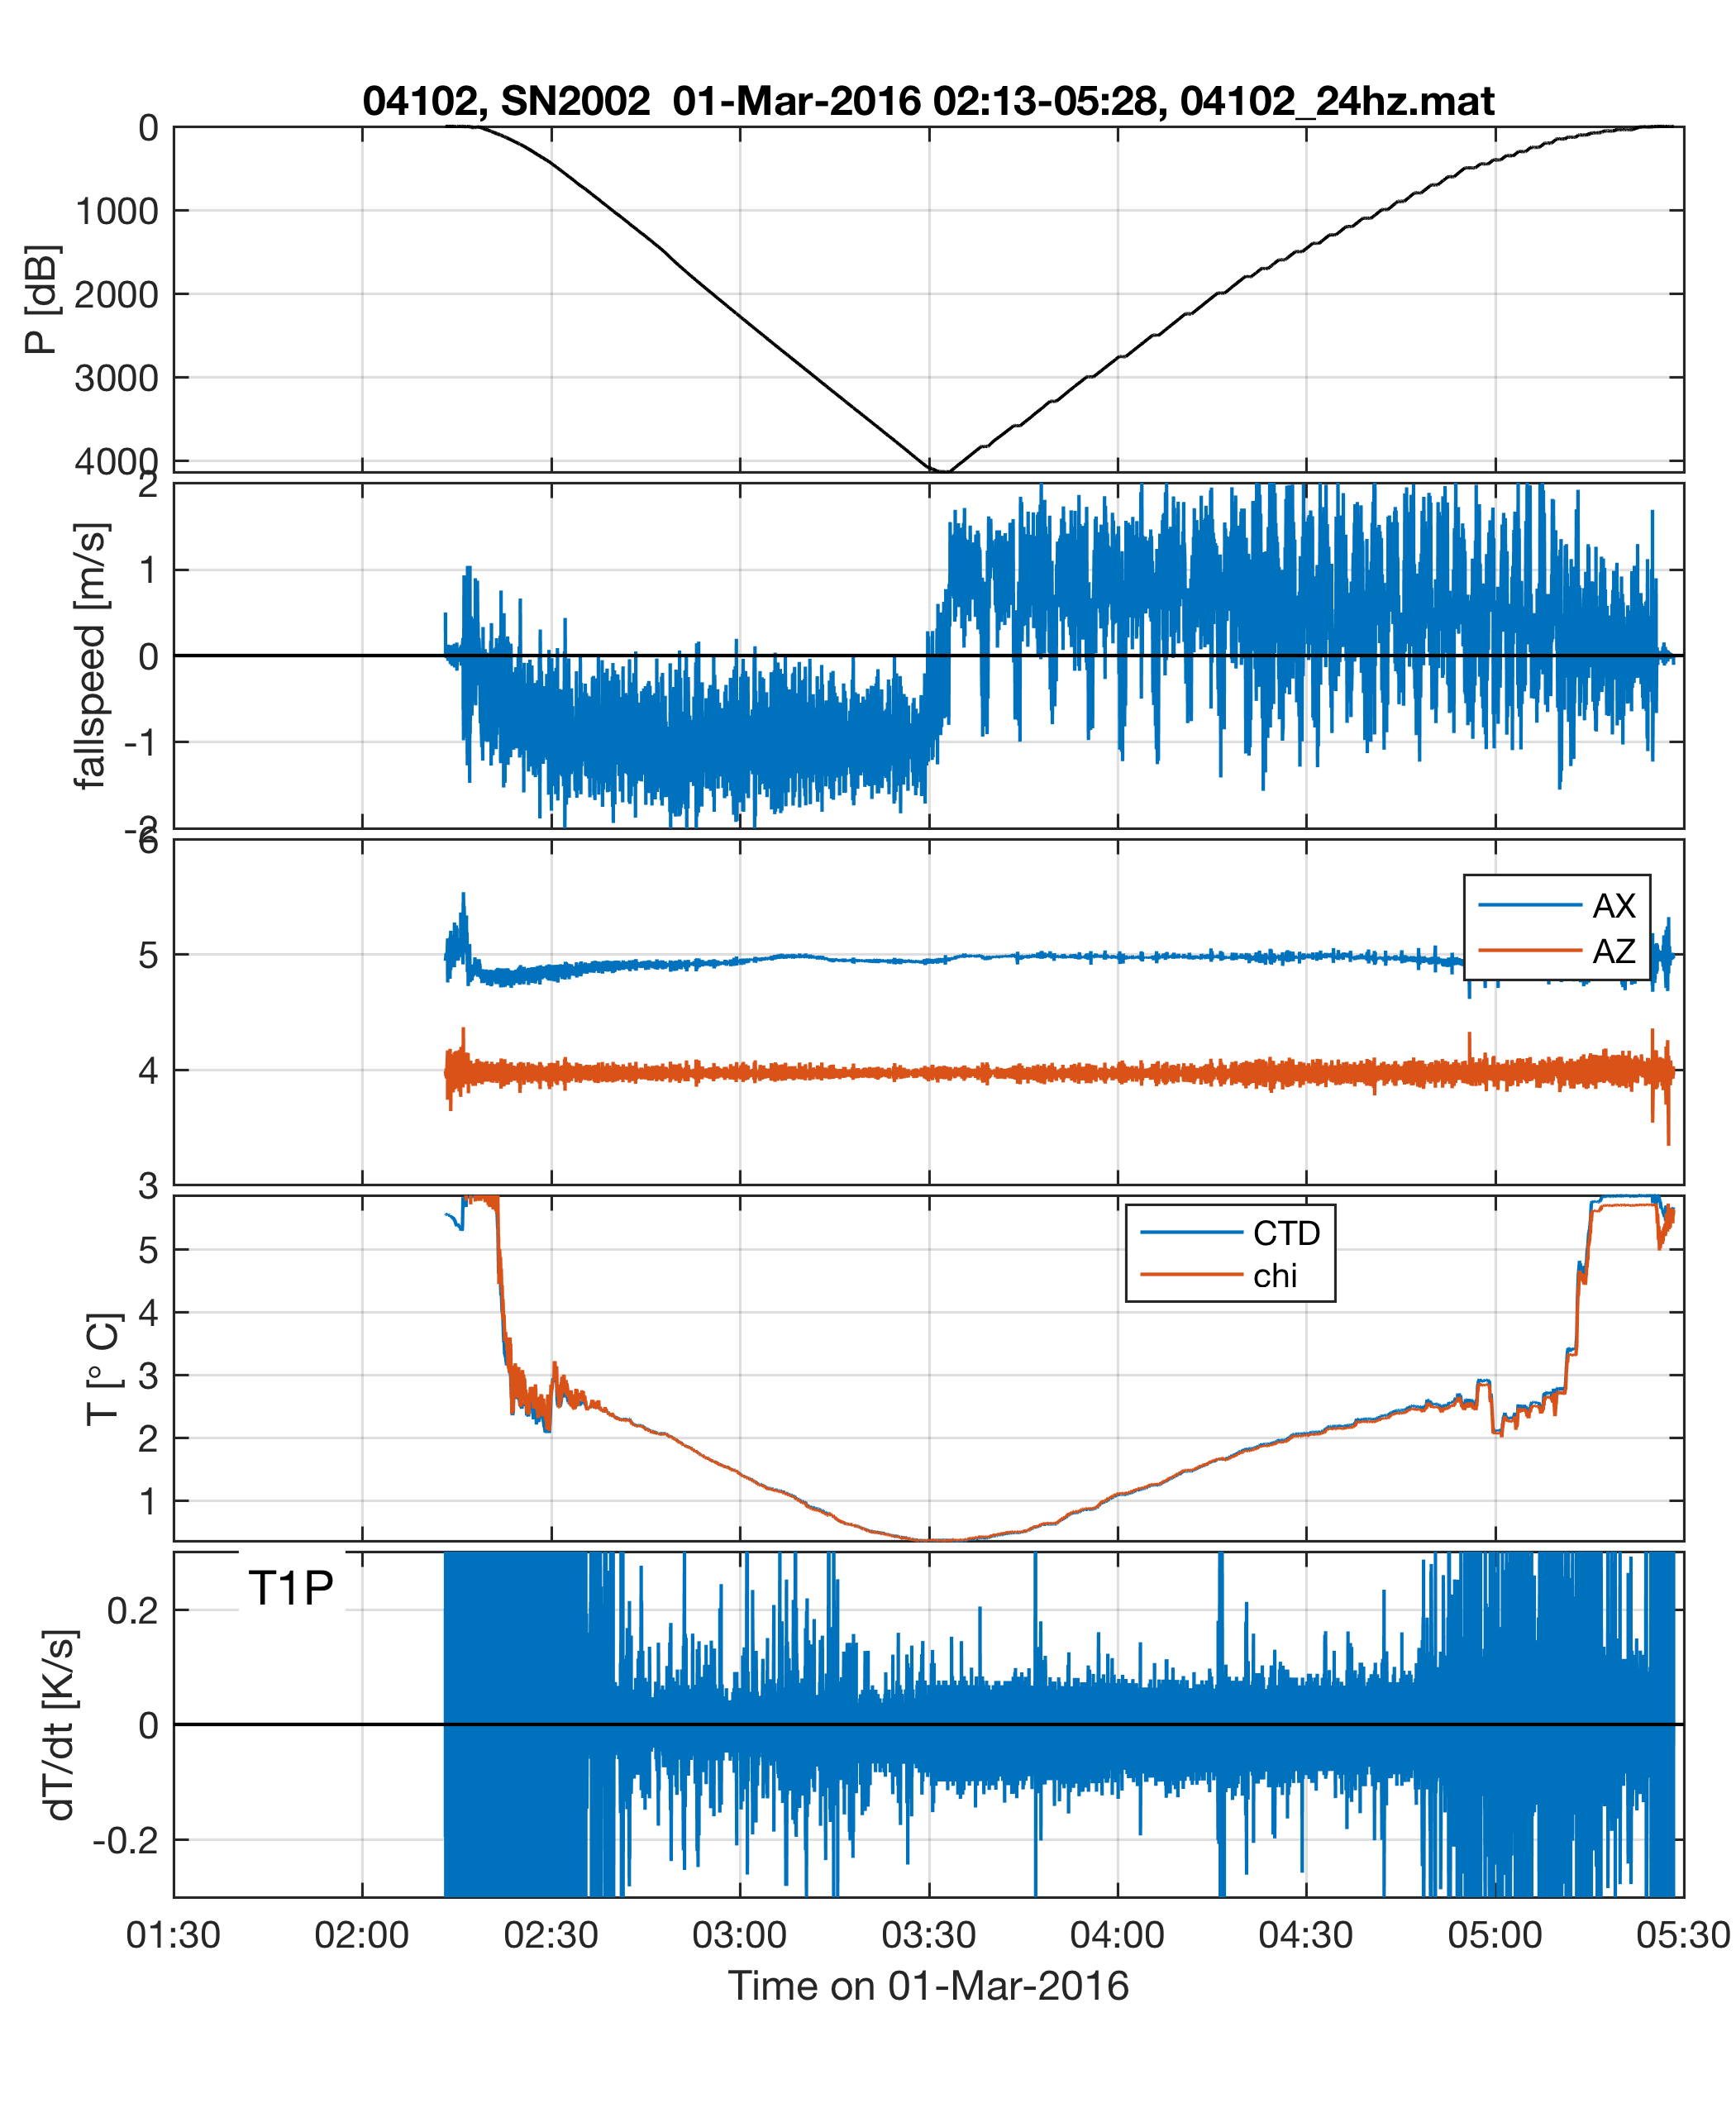 04102, SN2002  01-Mar-2016 02:13-05:28, 04102_24hz.mat
0
1000
2000
3000
4000
P [dB]
2
1
0
-1
-2
fallspeed [m/s]
6
5
4
3
AX
AZ
5
4
3
2
1
T [° C]
CTD
chi
T1P
0.2
0
-0.2
dT/dt [K/s]
01:30 02:00 02:30 03:00 03:30 04:00 04:30 05:00 05:30
Time on 01-Mar-2016